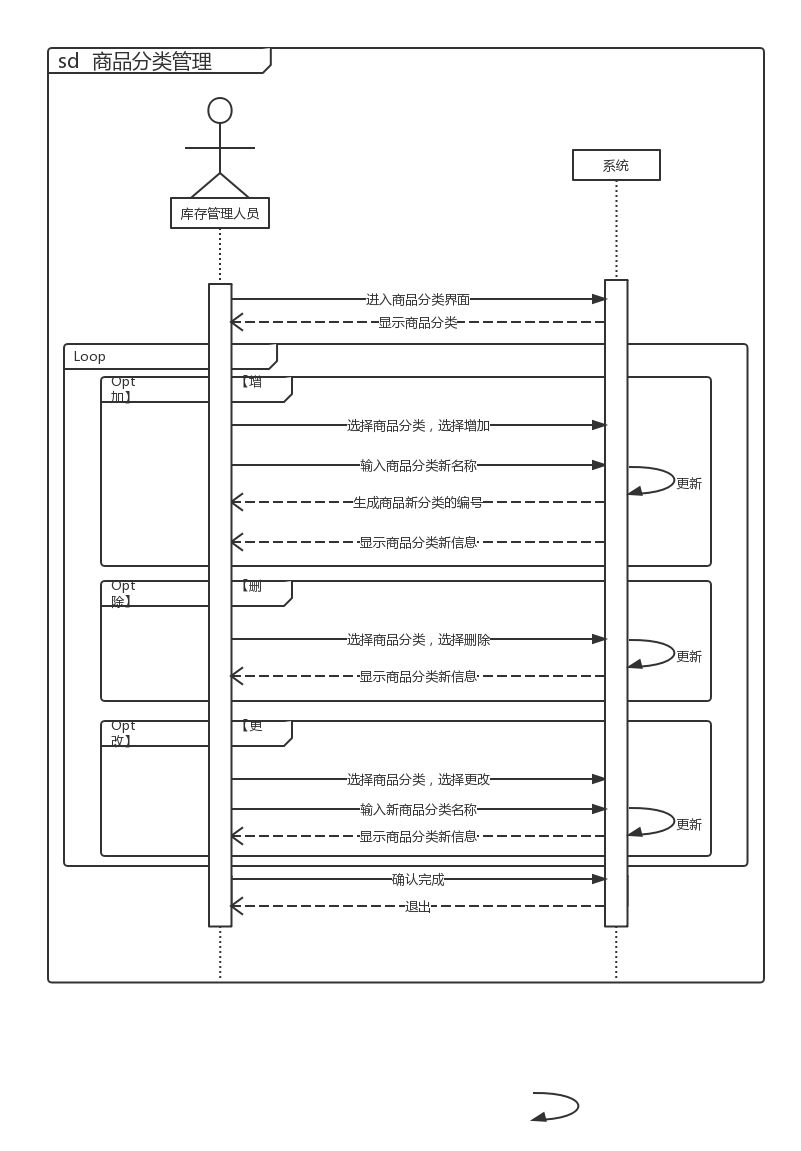 sd 商品分类管理
系统
库存管理人员
进入商品分类界面
显示商品分类
Loop
Opt 【增
加】
选择商品分类，选择增加
输入商品分类新名称
更新
生成商品新分类的编号
显示商品分类新信息
Opt 【删
除】
选择商品分类，选择删除
更新
显示商品分类新信息
Opt 【更
改】
选择商品分类，选择更改
输入新商品分类名称
更新
显示商品分类新信息
确认完成
退出